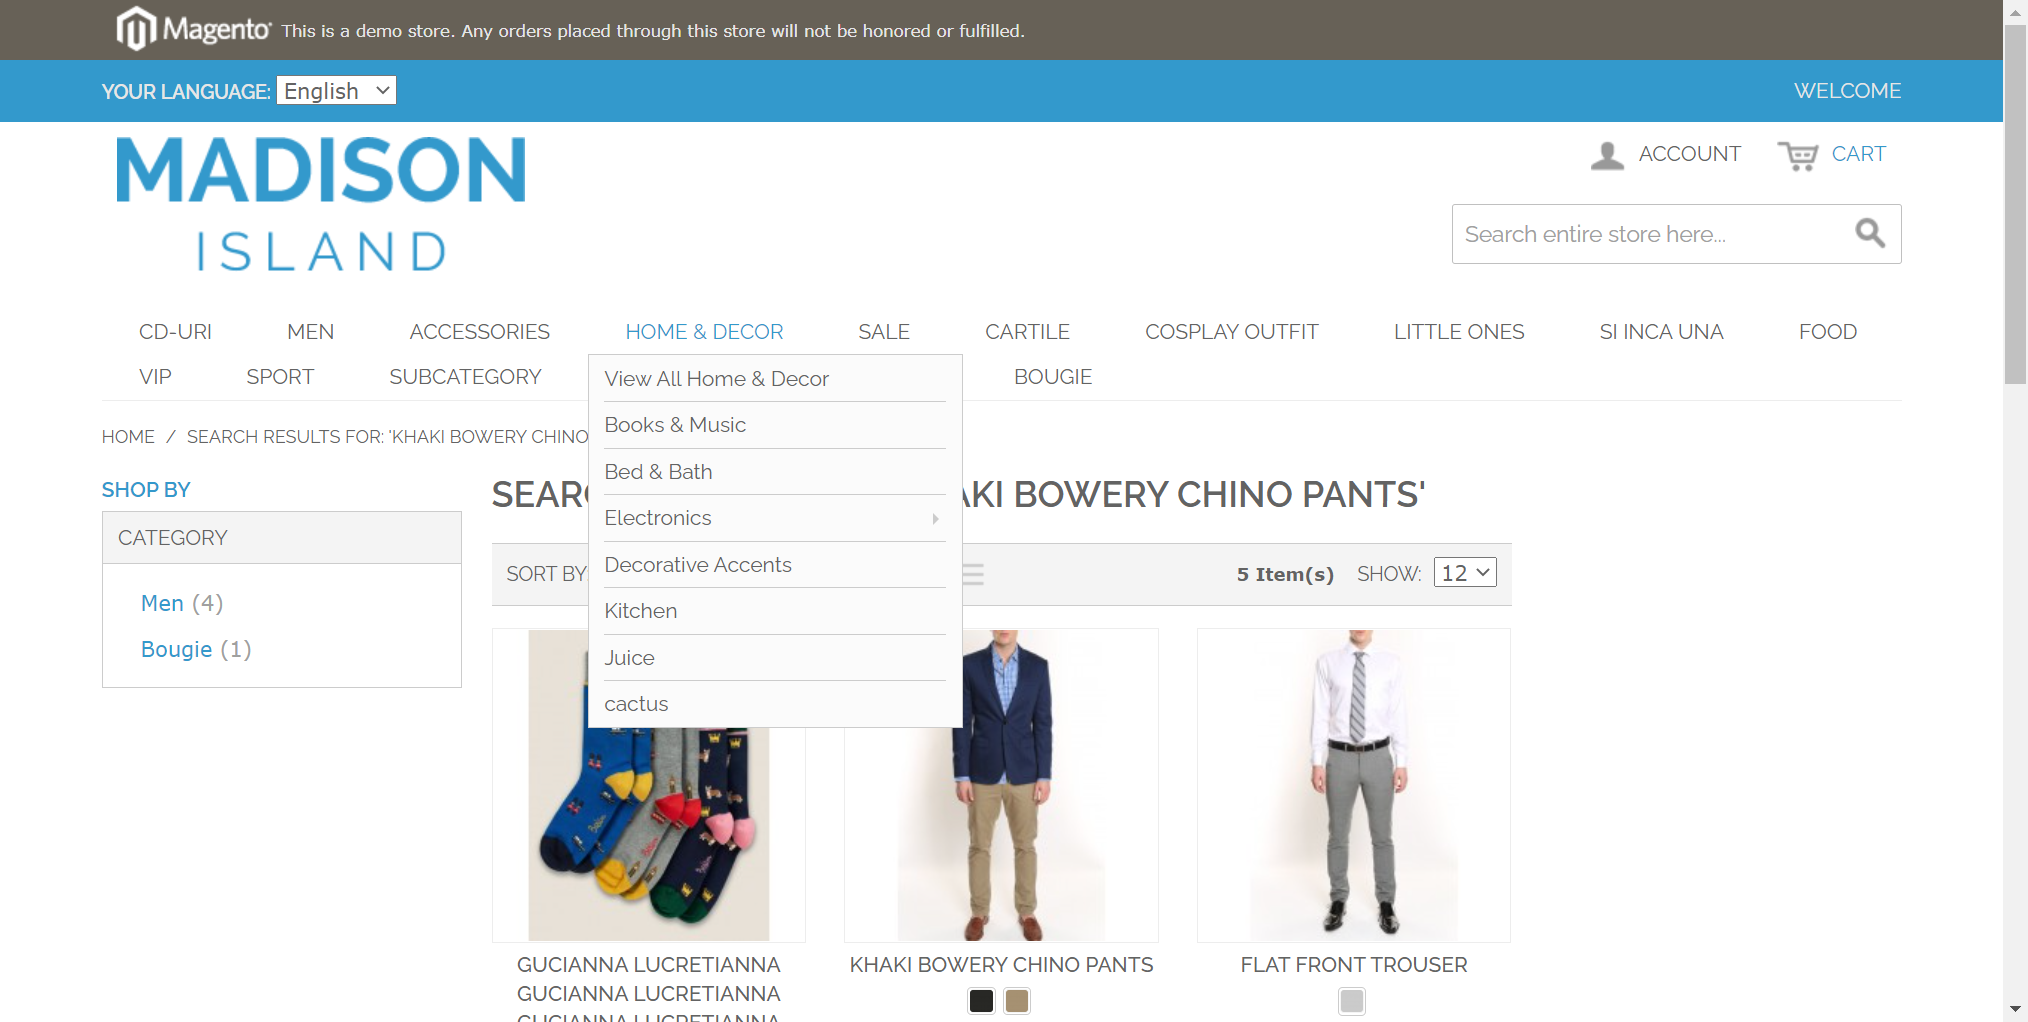 Magento This is a demo store. Any orders placed through this store will not be honored or fulfilled.
YOUR LANGUAGE: English WELCOME
MADISON
ISLAND
ACCOUNT CART
Search entire store here...
CD-URI MEN ACCESSORIES HOME & DECOR SALE CARTILE COSPLAY OUTFIT LITTLE ONES SI INCA UNA FOOD
VIP SPORT SUBCATEGORY BOUGIE
View All Home & Decor
Books & Music
Bed & Bath
Electronics
Decorative Accents
Kitchen
Juice
cactus
HOME / SEARCH RESULTS FOR: 'KHAKI BOWERY CHINO
SHOP BY
CATEGORY
Men (4)
Bougie (1)
BOWERY CHINO PANTS'
SORT BY 5 Item(s) SHOW: 12
GUCIANNA LUCRETIANNA
GUCIANNA LUCRETIANNA
GUCIANNA LUCRETIANNA
KHAKI BOWERY CHINO PANTS
FLAT FRONT TROUSER